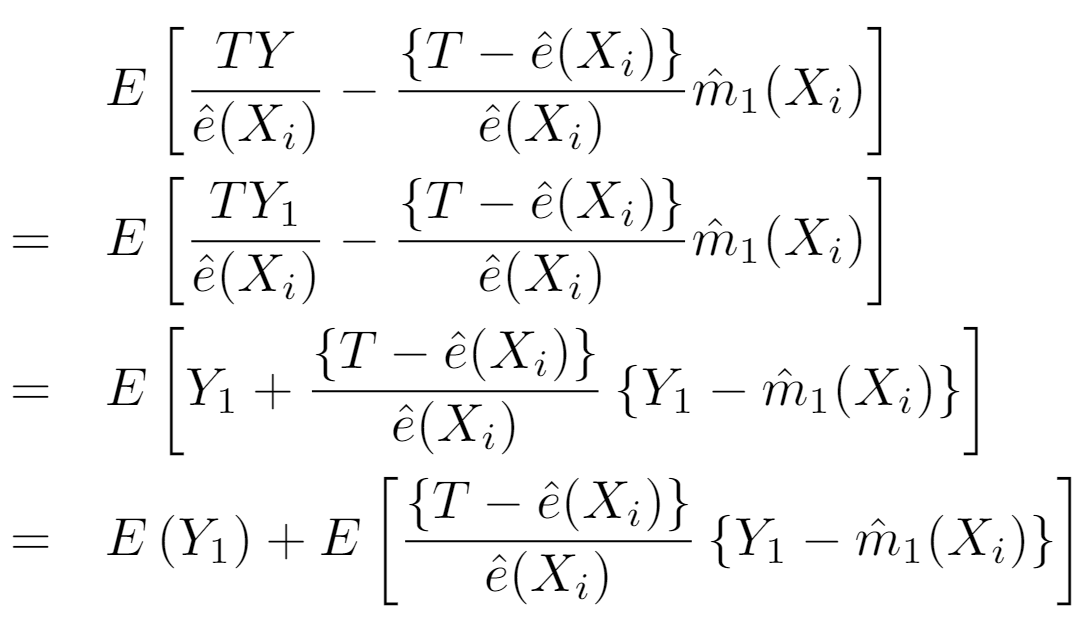 E [ TY / ê(X_i) − {T − ê(X_i)} / ê(X_i) m̂_1(X_i) ]
= E [ TY_1 / ê(X_i) − {T − ê(X_i)} / ê(X_i) m̂_1(X_i) ]
= E [ Y_1 + {T − ê(X_i)} / ê(X_i) {Y_1 − m̂_1(X_i)} ]
= E (Y_1) + E [ {T − ê(X_i)} / ê(X_i) {Y_1 − m̂_1(X_i)} ]